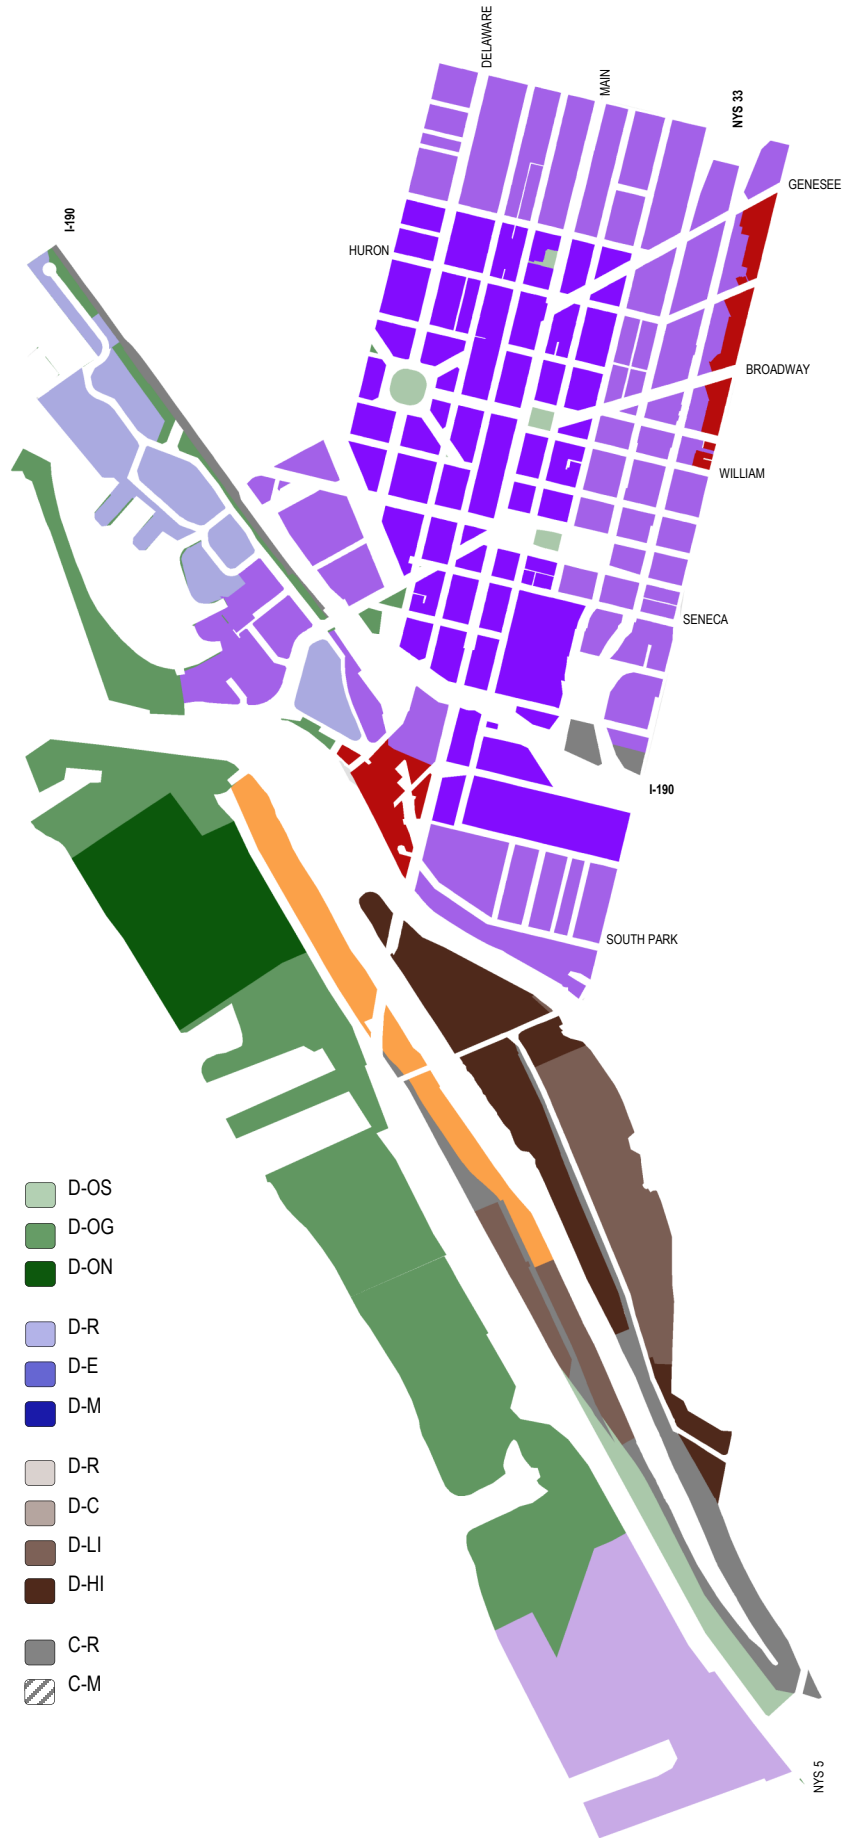 DELAWARE
MAIN
NYS 33
GENESEE
I-190
HURON
BROADWAY
WILLIAM
SENECA
I-190
SOUTH PARK
D-OS
D-OG
D-ON
D-R
D-E
D-M
D-R
D-C
D-LI
D-HI
C-R
C-M
NYS 5